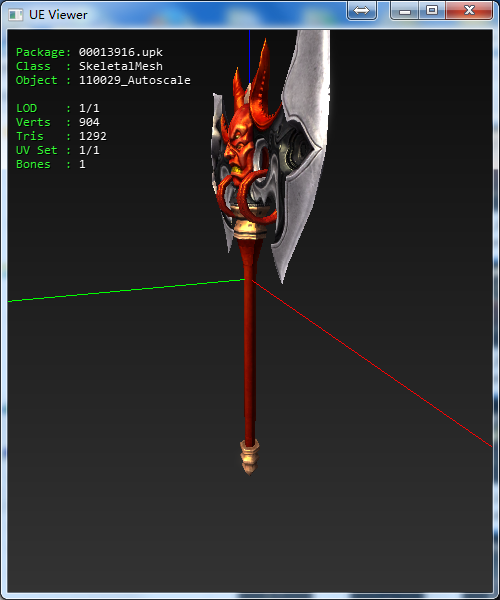 UE Viewer
Package: 00013916.upk
Class : SkeletalMesh
Object : 110029_Autoscale
LOD : 1/1
Verts : 904
Tris : 1292
UV Set : 1/1
Bones : 1